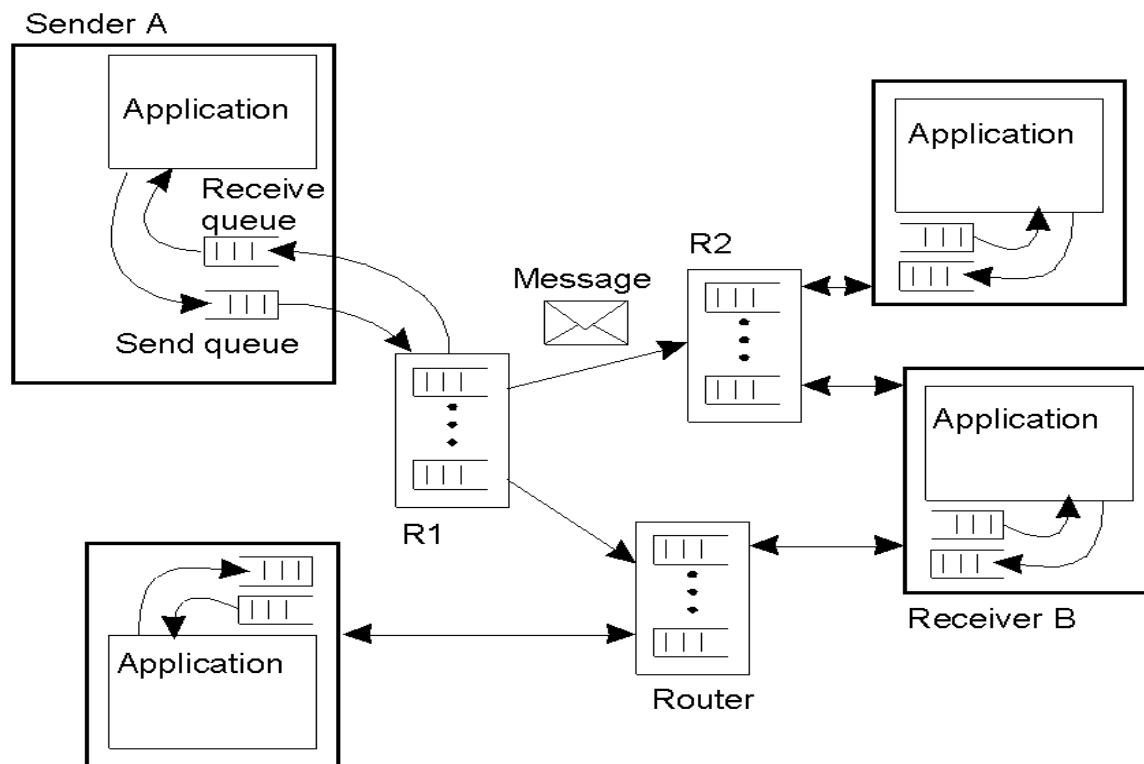 Sender A
Application
Receive
queue
Send queue
Message
R2
Application
R1
Application
Receiver B
Application
Router